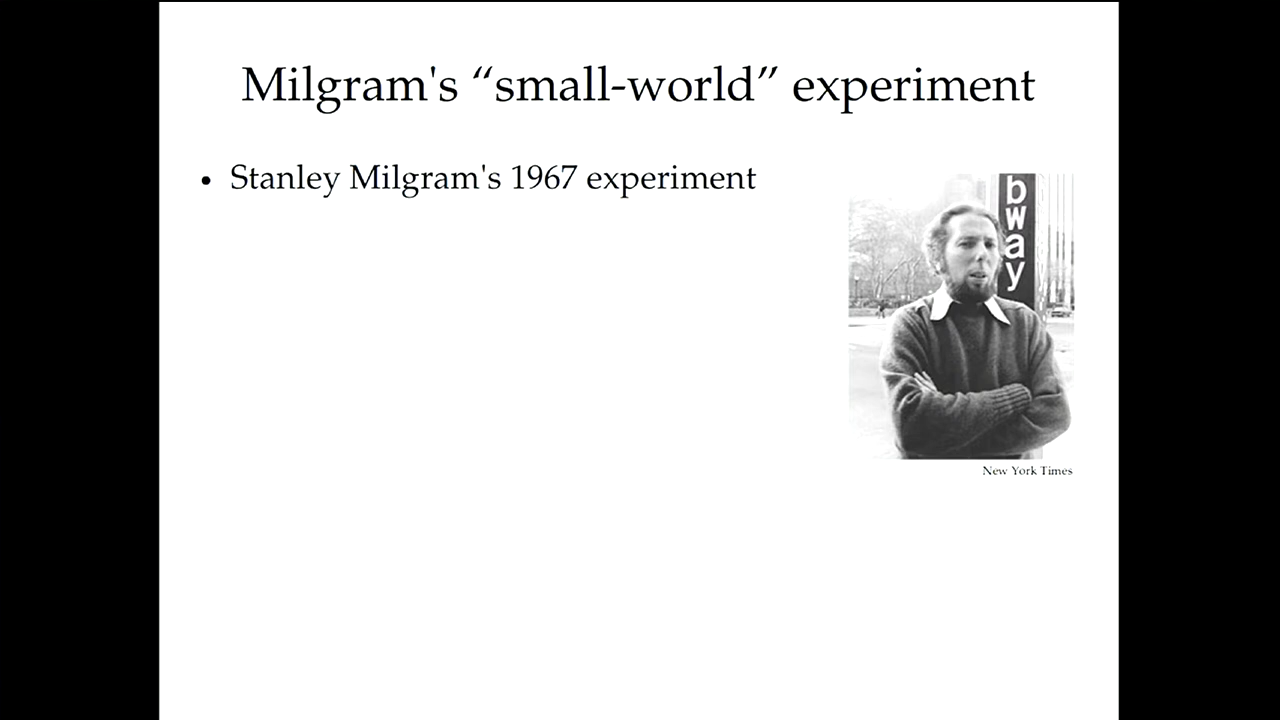 Milgram's “small-world” experiment
• Stanley Milgram's 1967 experiment
bway
New York Times